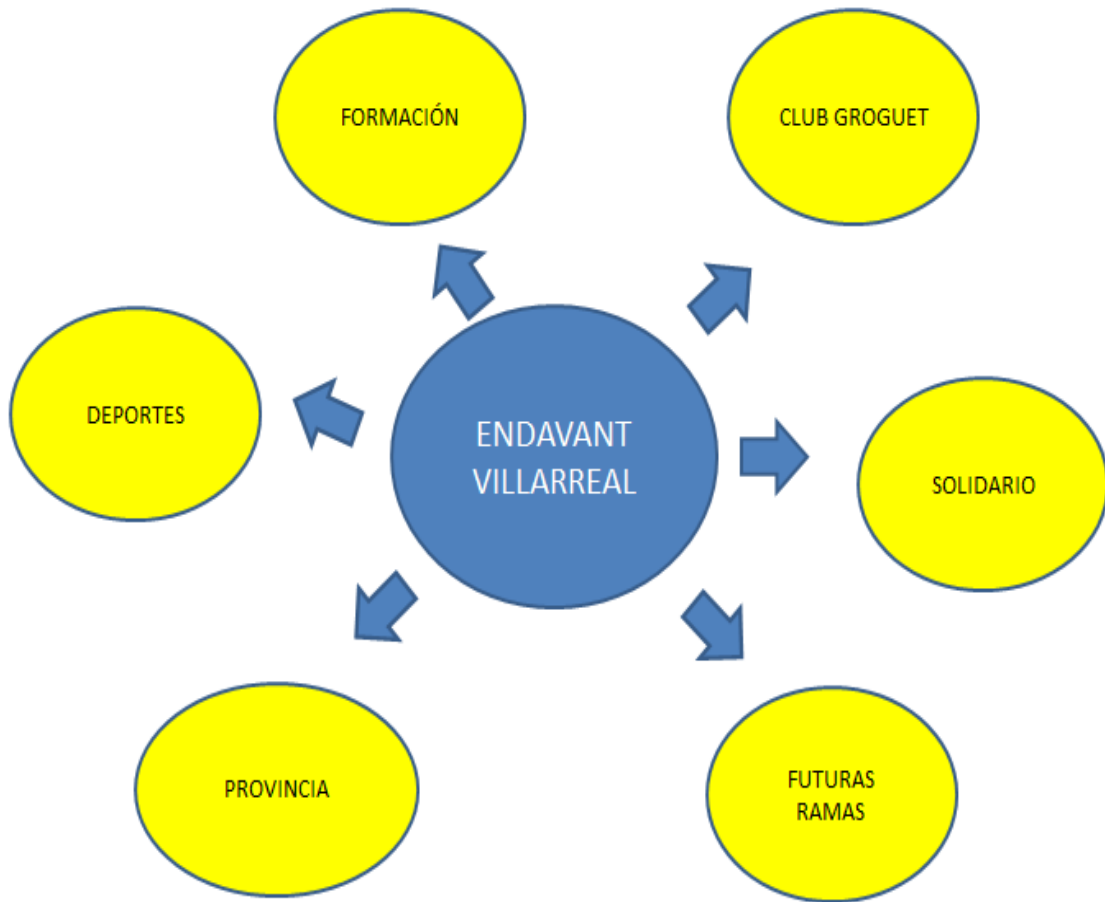 FORMACIÓN
CLUB GROGUET
DEPORTES
ENDAVANT
VILLARREAL
SOLIDARIO
PROVINCIA
FUTURAS
RAMAS